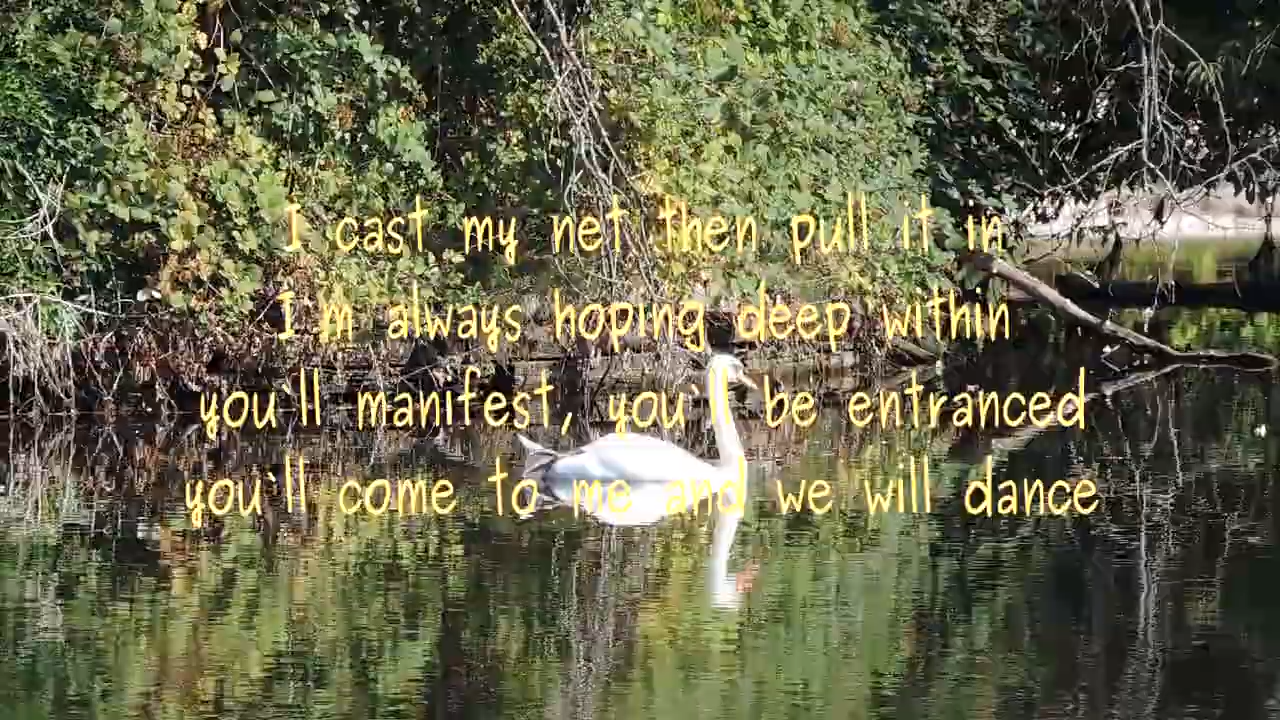 I cast my net then pull it in
I'm always hoping deep within
you`ll manifest, you`ll be entranced
you`ll come to me and we will dance